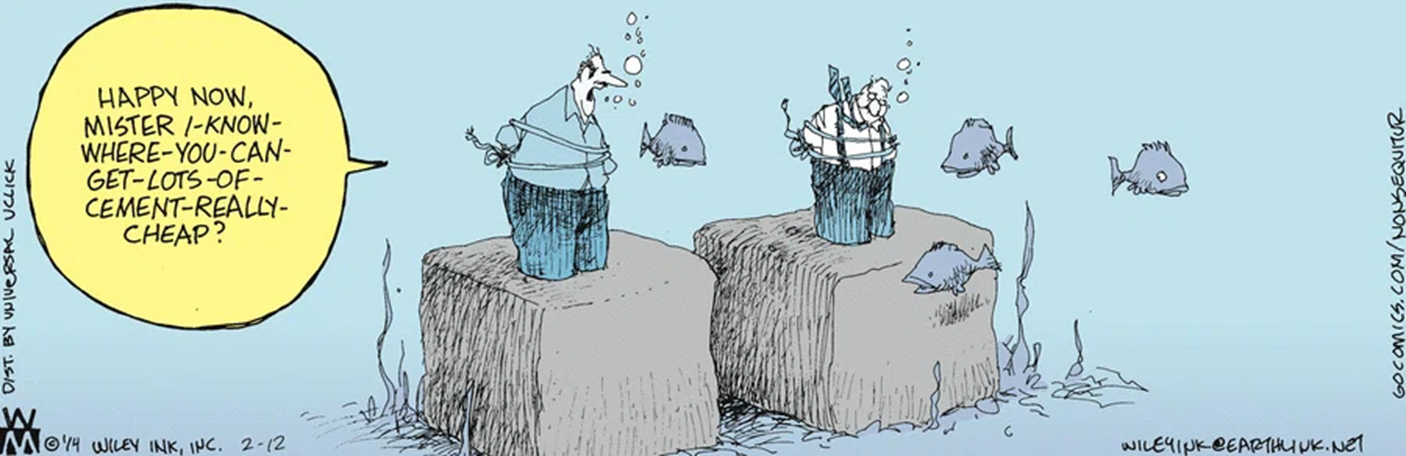 HAPPY NOW,
MISTER I-KNOW-
WHERE-YOU-CAN-
GET-LOTS-OF-
CEMENT-REALLY-
CHEAP?
DIST. BY UNIVERSAL UCLICK
WM ©'14 WILEY INK, INC. 2-12
WILEYINK@EARTHLINK.NET
GOCOMICS.COM/NONSEQUITUR